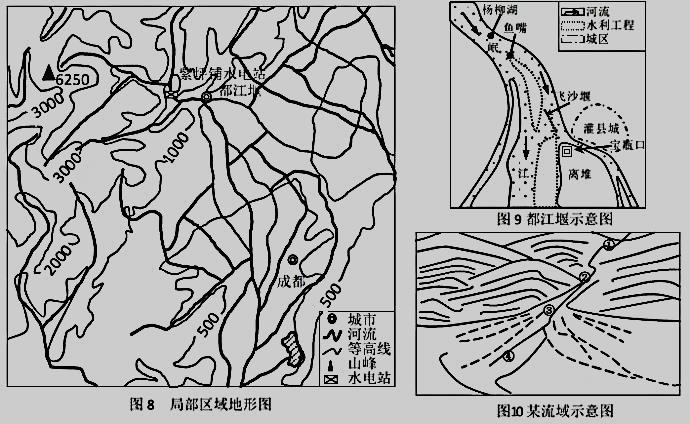 6250
3000
3000
2000
1000
500
500
紫坪铺水电站
都江堰
成都
城市
河流
等高线
山峰
水电站
图8 局部区域地形图
杨柳湖
鱼嘴
岷
飞沙堰
灌县城
宝瓶口
江
离堆
河流
水利工程
城区
图9 都江堰示意图
①
②
③
④
图10 某流域示意图